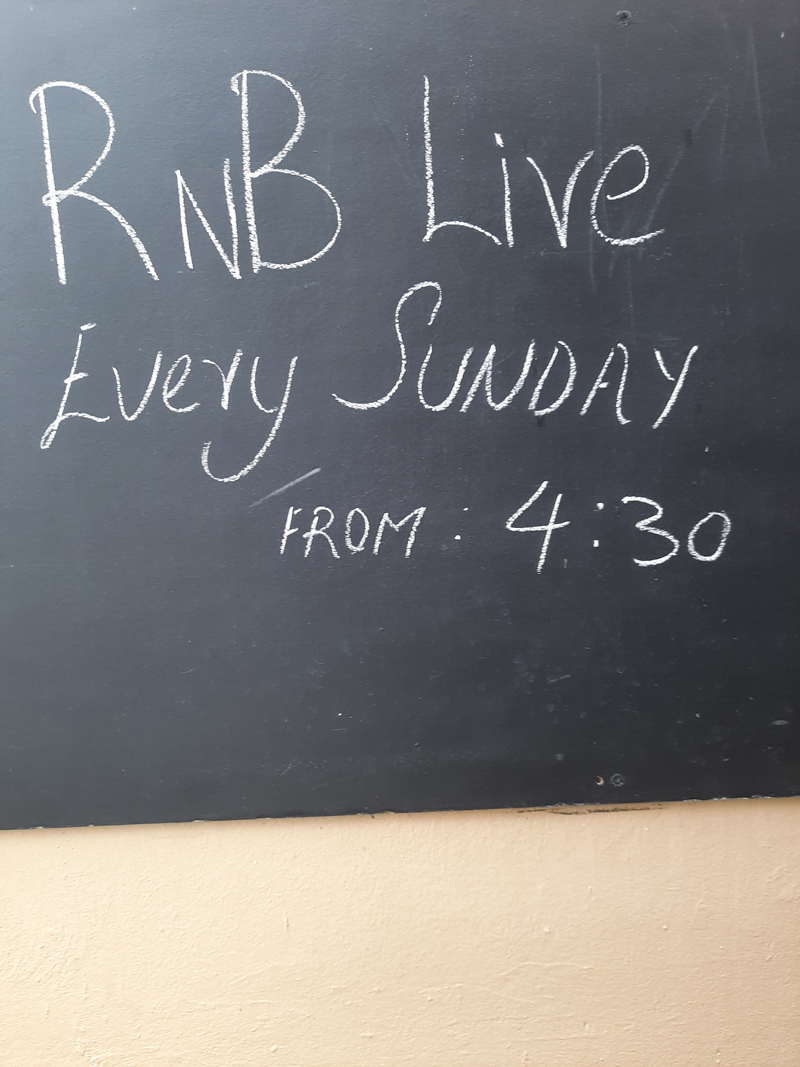 RNB Live
Every SUNDAY
FROM : 4:30